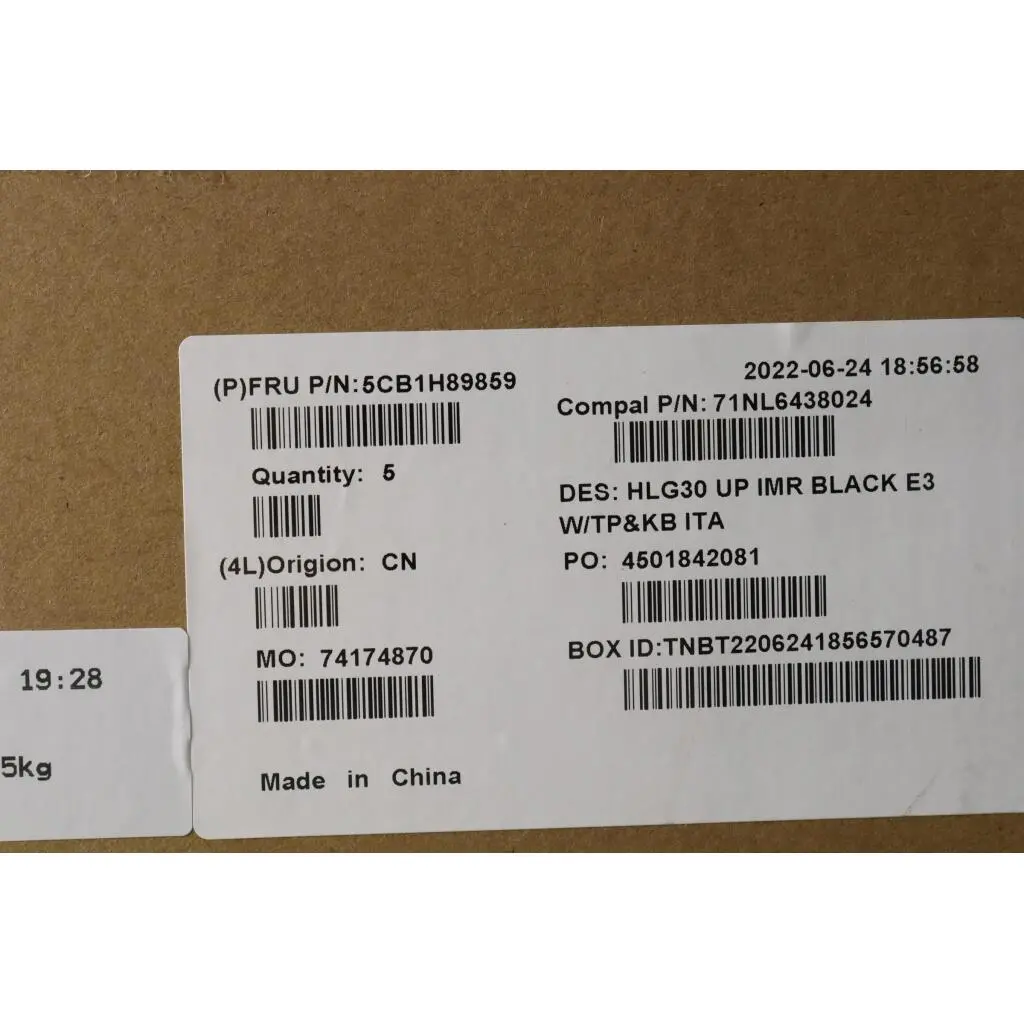 (P)FRU P/N:5CB1H89859
Quantity: 5
(4L)Origion: CN
MO: 74174870
Made in China
2022-06-24 18:56:58
Compal P/N: 71NL6438024
DES: HLG30 UP IMR BLACK E3
W/TP&KB ITA
PO: 4501842081
BOX ID:TNBT2206241856570487
19:28
5kg